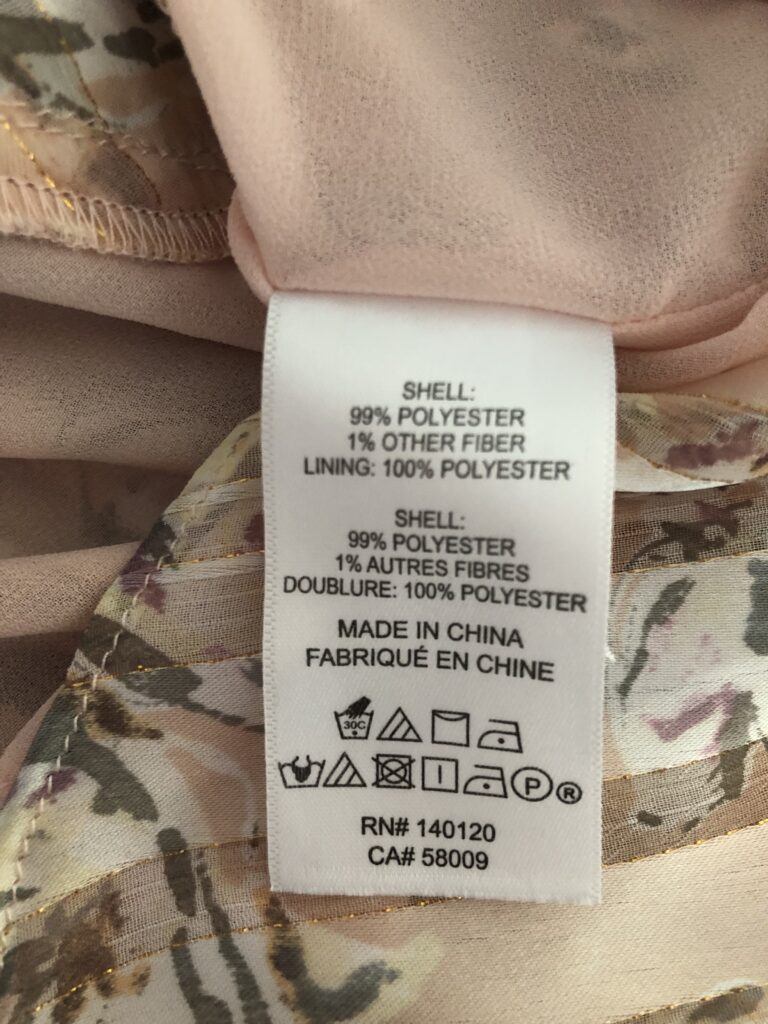 SHELL:
99% POLYESTER
1% OTHER FIBER
LINING: 100% POLYESTER
SHELL:
99% POLYESTER
1% AUTRES FIBRES
DOUBLURE: 100% POLYESTER
MADE IN CHINA
FABRIQUÉ EN CHINE
30C
P ®
RN# 140120
CA# 58009